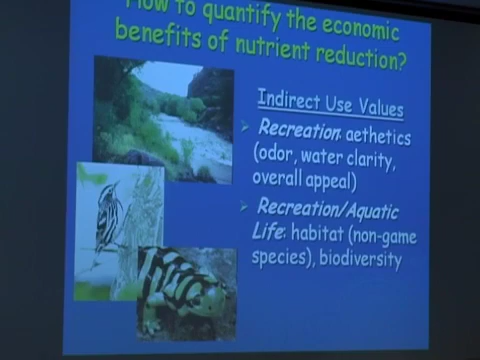 How to quantify the economic
benefits of nutrient reduction?
Indirect Use Values
Recreation: aethetics
(odor, water clarity,
overall appeal)
Recreation/Aquatic
Life: habitat (non-game
species), biodiversity